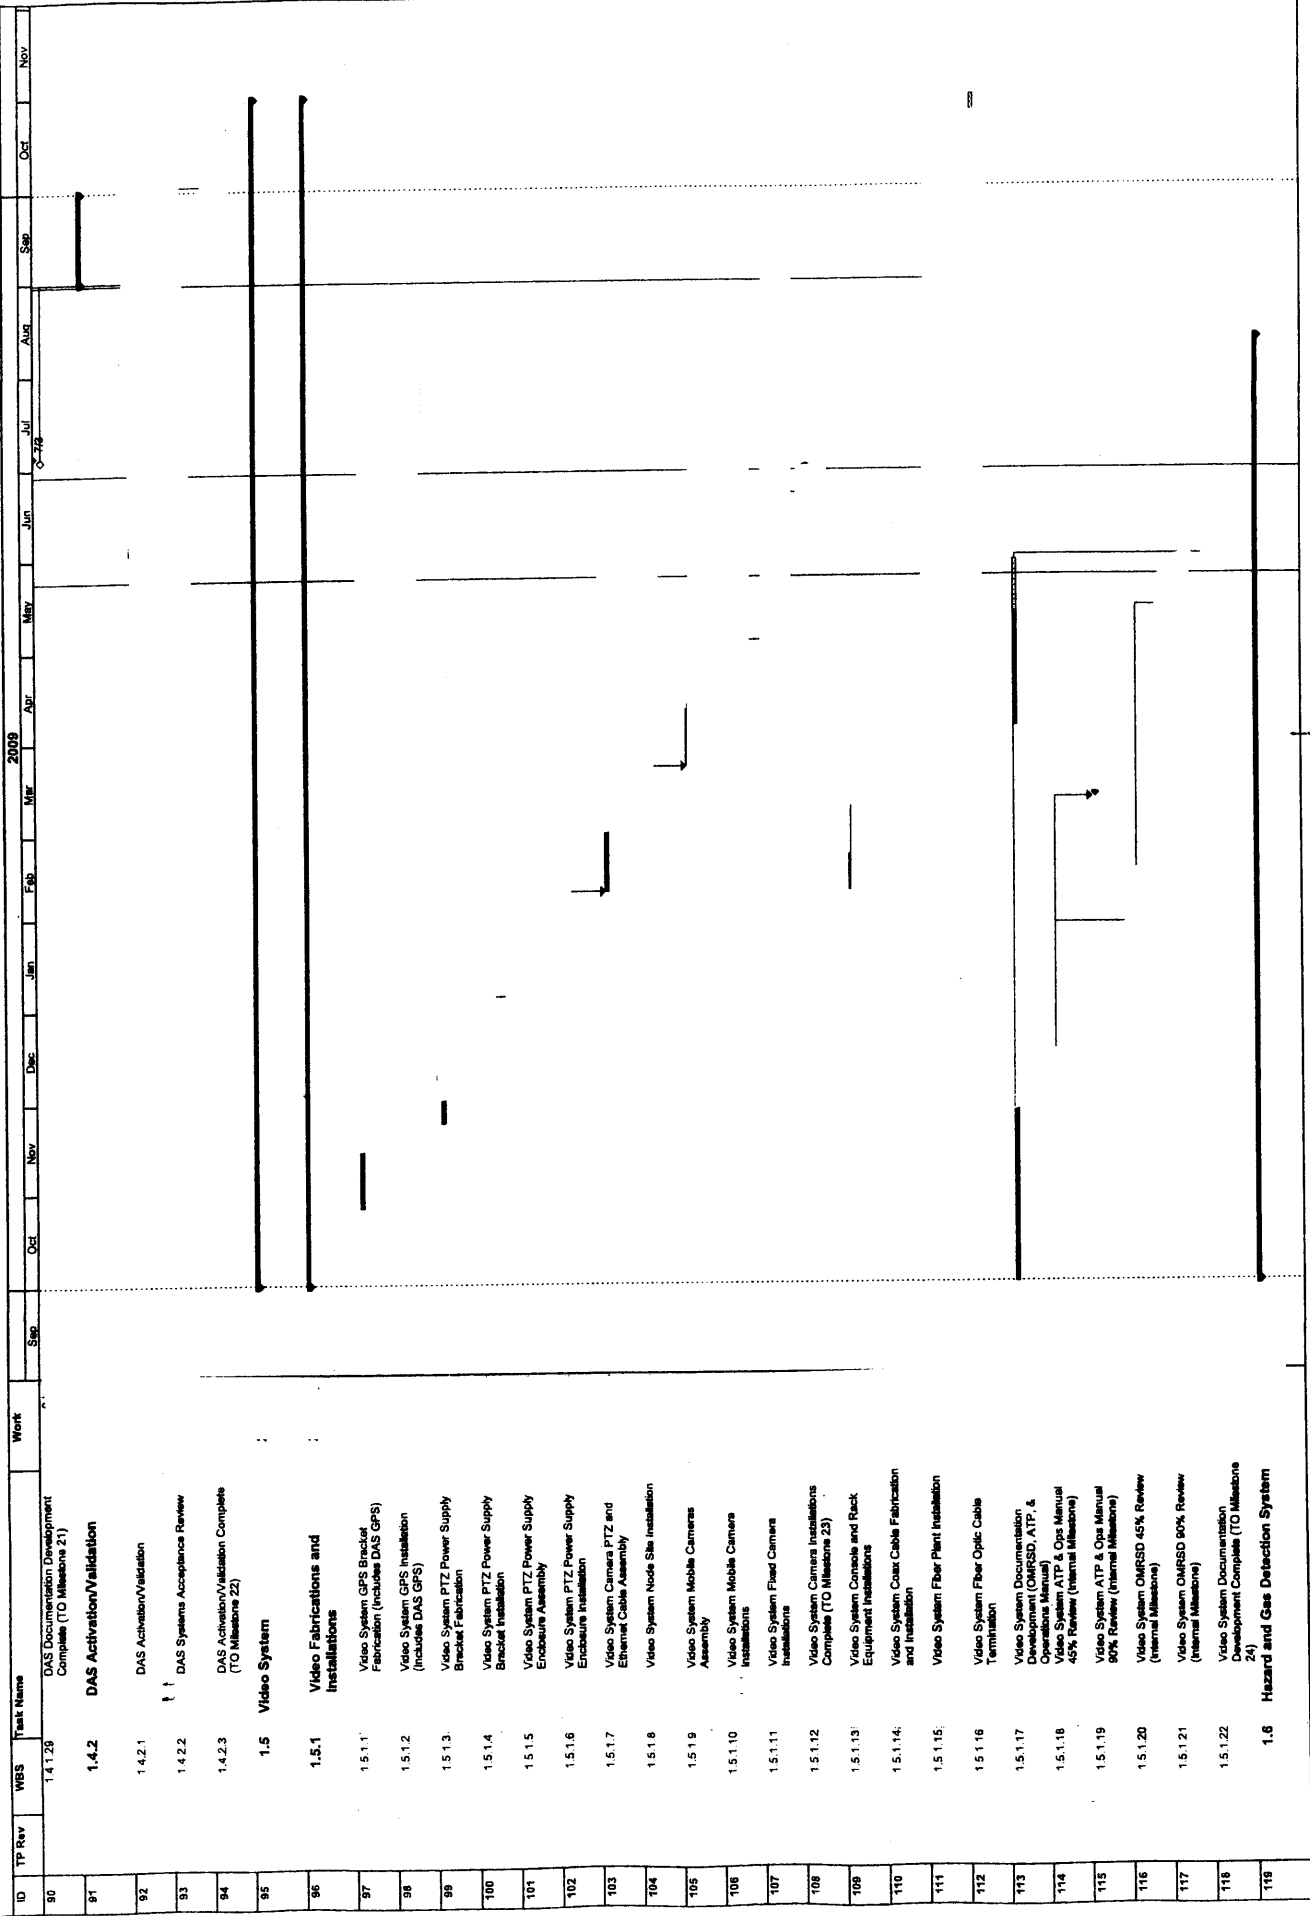 ID TP Rev WBS Task Name Work
2009
Sep Oct Nov Dec Jan Feb Mar Apr May Jun Jul Aug Sep Oct Nov
90 1.4.1.29 DAS Documentation Development
Complete (TO Milestone 21)
7/3
91 1.4.2 DAS Activation/Validation
92 1.4.2.1 DAS Activation/Validation
93 1.4.2.2 DAS Systems Acceptance Review
94 1.4.2.3 DAS Activation/Validation Complete
(TO Milestone 22)
95 1.5 Video System
96 1.5.1 Video Fabrications and
Installations
97 1.5.1.1 Video System GPS Bracket
Fabrication (Includes DAS GPS)
98 1.5.1.2 Video System GPS Installation
(Includes DAS GPS)
99 1.5.1.3 Video System PTZ Power Supply
Bracket Fabrication
100 1.5.1.4 Video System PTZ Power Supply
Bracket Installation
101 1.5.1.5 Video System PTZ Power Supply
Enclosure Assembly
102 1.5.1.6 Video System PTZ Power Supply
Enclosure Installation
103 1.5.1.7 Video System Camera PTZ and
Ethernet Cable Assembly
104 1.5.1.8 Video System Node Site Installation
105 1.5.1.9 Video System Mobile Cameras
Assembly
106 1.5.1.10 Video System Mobile Camera
Installations
107 1.5.1.11 Video System Fixed Camera
Installations
108 1.5.1.12 Video System Camera Installations
Complete (TO Milestone 23)
109 1.5.1.13 Video System Console and Rack
Equipment Installations
110 1.5.1.14 Video System Coax Cable Fabrication
and Installation
111 1.5.1.15 Video System Fiber Plant Installation
112 1.5.1.16 Video System Fiber Optic Cable
Termination
113 1.5.1.17 Video System Documentation
Development (OMRSD, ATP, &
Operations Manual)
114 1.5.1.18 Video System ATP & Ops Manual
45% Review (Internal Milestone)
115 1.5.1.19 Video System ATP & Ops Manual
90% Review (Internal Milestone)
116 1.5.1.20 Video System OMRSD 45% Review
(Internal Milestone)
117 1.5.1.21 Video System OMRSD 90% Review
(Internal Milestone)
118 1.5.1.22 Video System Documentation
Development Complete (TO Milestone
24)
119 1.6 Hazard and Gas Detection System